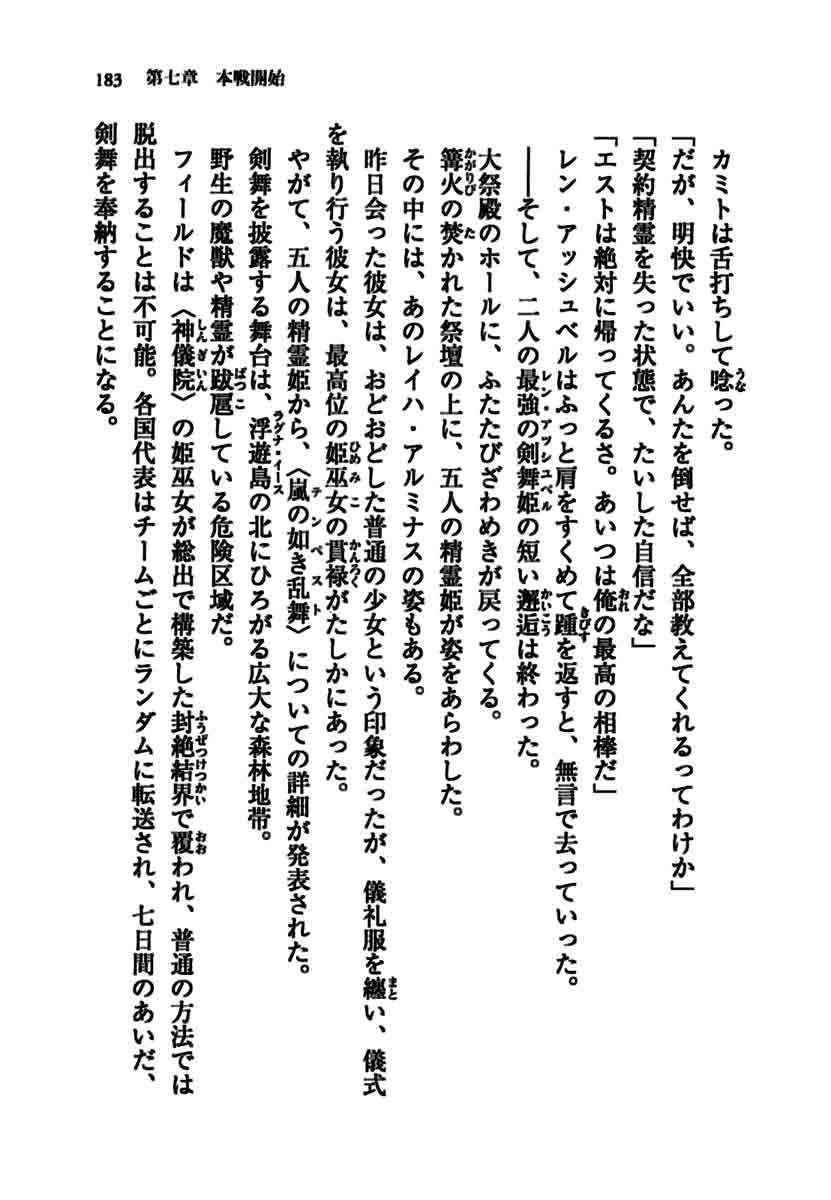 183　第七章　本戦開始
カミトは舌打ちして唸った。
「だが、明快でいい。あんたを倒せば、全部教えてくれるってわけか」
「契約精霊を失った状態で、たいした自信だな」
「エストは絶対に帰ってくるさ。あいつは俺の最高の相棒だ」
レン・アッシュベルはふっと肩をすくめて踵を返すと、無言で去っていった。
――そして、二人の最強の剣舞姫の短い邂逅は終わった。
大祭殿のホールに、ふたたびざわめきが戻ってくる。
篝火の焚かれた祭壇の上に、五人の精霊姫が姿をあらわした。
その中には、あのレイハ・アルミナスの姿もある。
昨日会った彼女は、おどおどした普通の少女という印象だったが、儀礼服を纏い、儀式
を執り行う彼女は、最高位の姫巫女の貫禄がたしかにあった。
やがて、五人の精霊姫から、〈嵐の如き乱舞〉についての詳細が発表された。
剣舞を披露する舞台は、浮遊島の北にひろがる広大な森林地帯。
野生の魔獣や精霊が跋扈している危険区域だ。
フィールドは〈神儀院〉の姫巫女が総出で構築した封絶結界で覆われ、普通の方法では
脱出することは不可能。各国代表はチームごとにランダムに転送され、七日間のあいだ、
剣舞を奉納することになる。